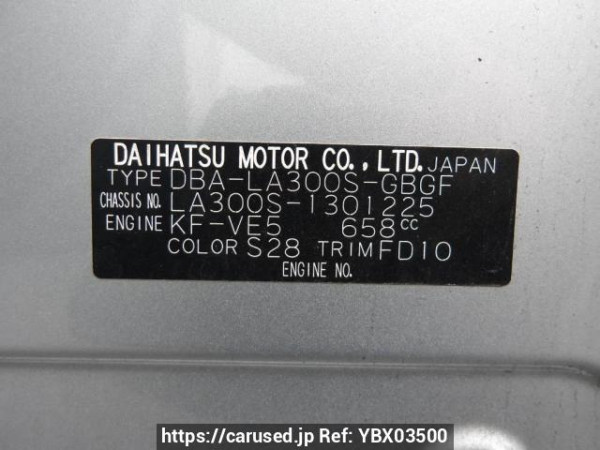 DAIHATSU MOTOR CO., LTD. JAPAN
TYPE DBA-LA300S-GBGF
CHASSIS NO. LA300S-1301225
ENGINE KF-VE5 658cc
COLOR S28 TRIM FD10
ENGINE NO.
https://carused.jp Ref: YBX03500